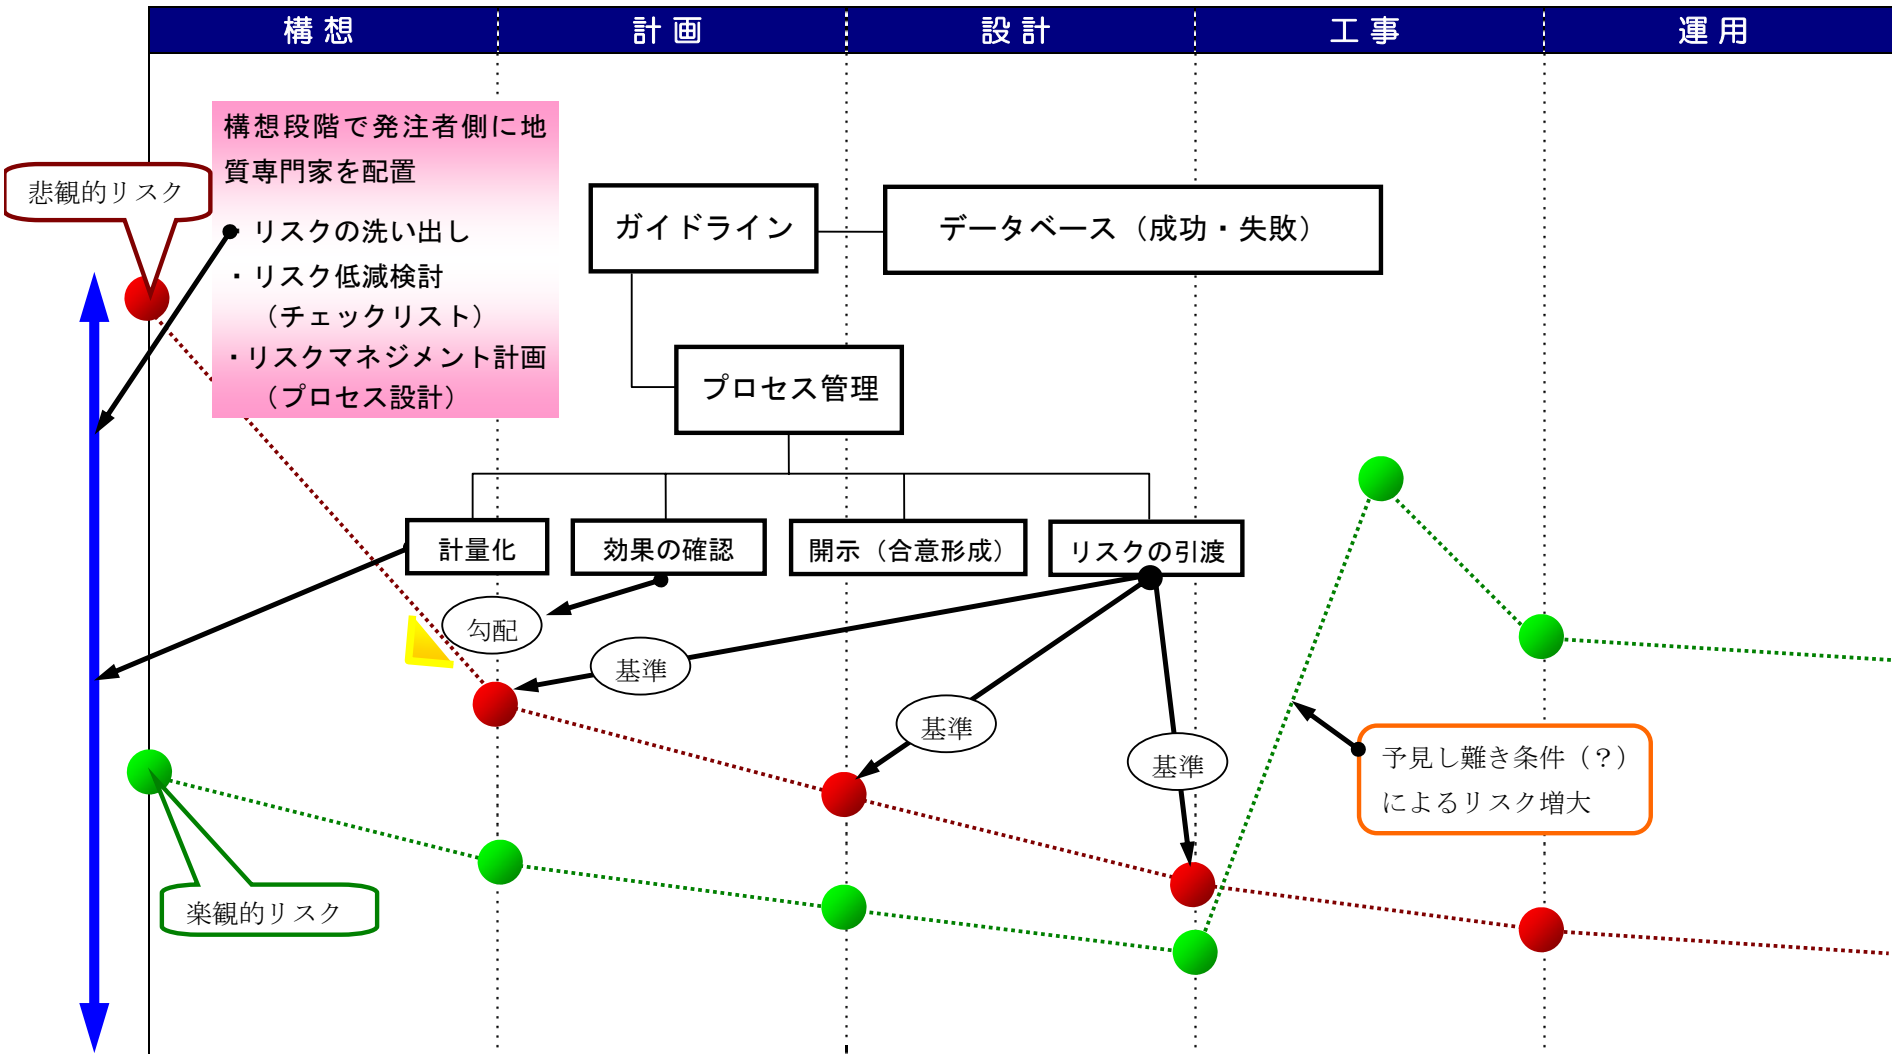 構想 計画 設計 工事 運用
構想段階で発注者側に地
質専門家を配置
・リスクの洗い出し
・リスク低減検討
（チェックリスト）
・リスクマネジメント計画
（プロセス設計）
悲観的リスク
ガイドライン
データベース（成功・失敗）
プロセス管理
計量化
効果の確認
開示（合意形成）
リスクの引渡
勾配
基準
基準
基準
予見し難き条件（？）
によるリスク増大
楽観的リスク